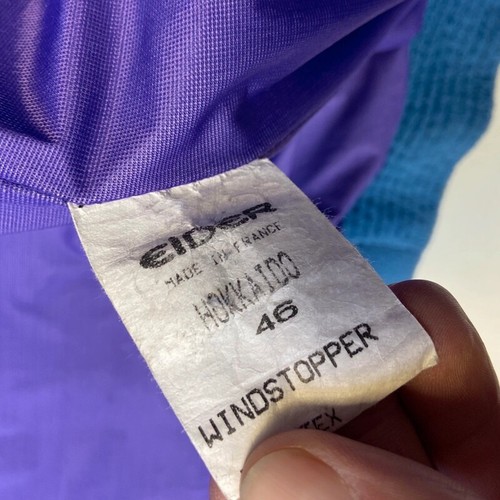 EIDER
MADE IN FRANCE
HOKKAIDO
46
WINDSTOPPER